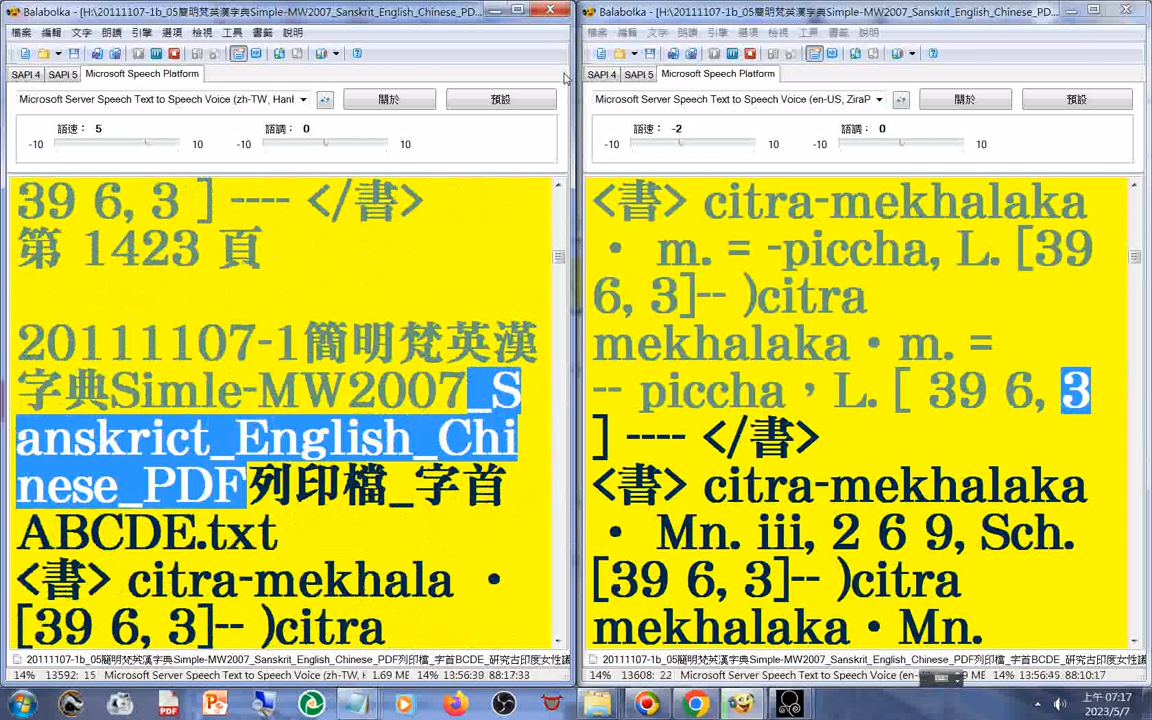 Balabolka - [H:\20111107-1b_05簡明梵英漢字典Simple-MW2007_Sanskrit_English_Chinese_PD...
檔案 編輯 文字 朗讀 引擎 選項 檢視 工具 書籤 說明
SAPI 4 SAPI 5 Microsoft Speech Platform
Microsoft Server Speech Text to Speech Voice (zh-TW, HanI 關於 預設
語速： 5 語調： 0
-10 10 -10 10
39 6, 3 ] ---- </書>
第 1423 頁
20111107-1簡明梵英漢
字典Simle-MW2007_S
anskrict_English_Chi
nese_PDF列印檔_字首
ABCDE.txt
<書> citra-mekhala •
[39 6, 3]-- )citra
20111107-1b_05簡明梵英漢字典Simple-MW2007_Sanskrit_English_Chinese_PDF列印檔_字首BCDE_研究古印度女性議
14% 13592: 15 Microsoft Server Speech Text to Speech Voice (zh-TW, H 1.69 ME 14% 13:56:39 88:17:33
Balabolka - [H:\20111107-1b_05簡明梵英漢字典Simple-MW2007_Sanskrit_English_Chinese_PD...
檔案 編輯 文字 朗讀 引擎 選項 檢視 工具 書籤 說明
SAPI 4 SAPI 5 Microsoft Speech Platform
Microsoft Server Speech Text to Speech Voice (en-US, ZiraP 關於 預設
語速： -2 語調： 0
-10 10 -10 10
<書> citra-mekhalaka
• m. = -piccha, L. [39
6, 3]-- )citra
mekhalaka • m. =
-- piccha，L. [ 39 6, 3
] ---- </書>
<書> citra-mekhalaka
• Mn. iii, 2 6 9, Sch.
[39 6, 3]-- )citra
mekhalaka • Mn.
20111107-1b_05簡明梵英漢字典Simple-MW2007_Sanskrit_English_Chinese_PDF列印檔_字首BCDE_研究古印度女性議
14% 13608: 22 Microsoft Server Speech Text to Speech Voice (en-U ME 14% 13:56:45 88:10:17
上午 07:17
2023/5/7